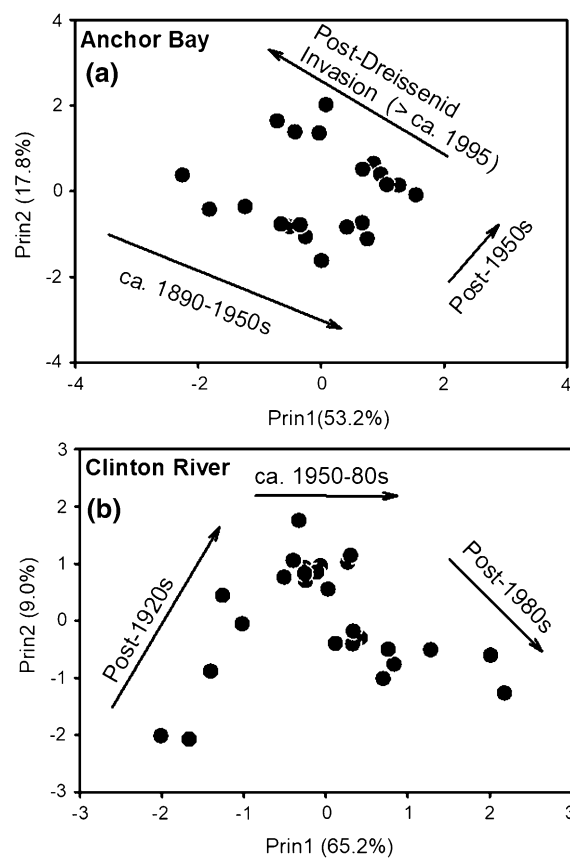 Anchor Bay
(a)
Post-Dreissenid
Invasion (> ca. 1995)
Post-1950s
ca. 1890-1950s
4
2
0
-2
-4
Prin2 (17.8%)
-4
-2
0
2
4
Prin1(53.2%)
Clinton River
(b)
ca. 1950-80s
Post-1920s
Post-1980s
3
2
1
0
-1
-2
-3
Prin2 (9.0%)
-3
-2
-1
0
1
2
3
Prin1 (65.2%)